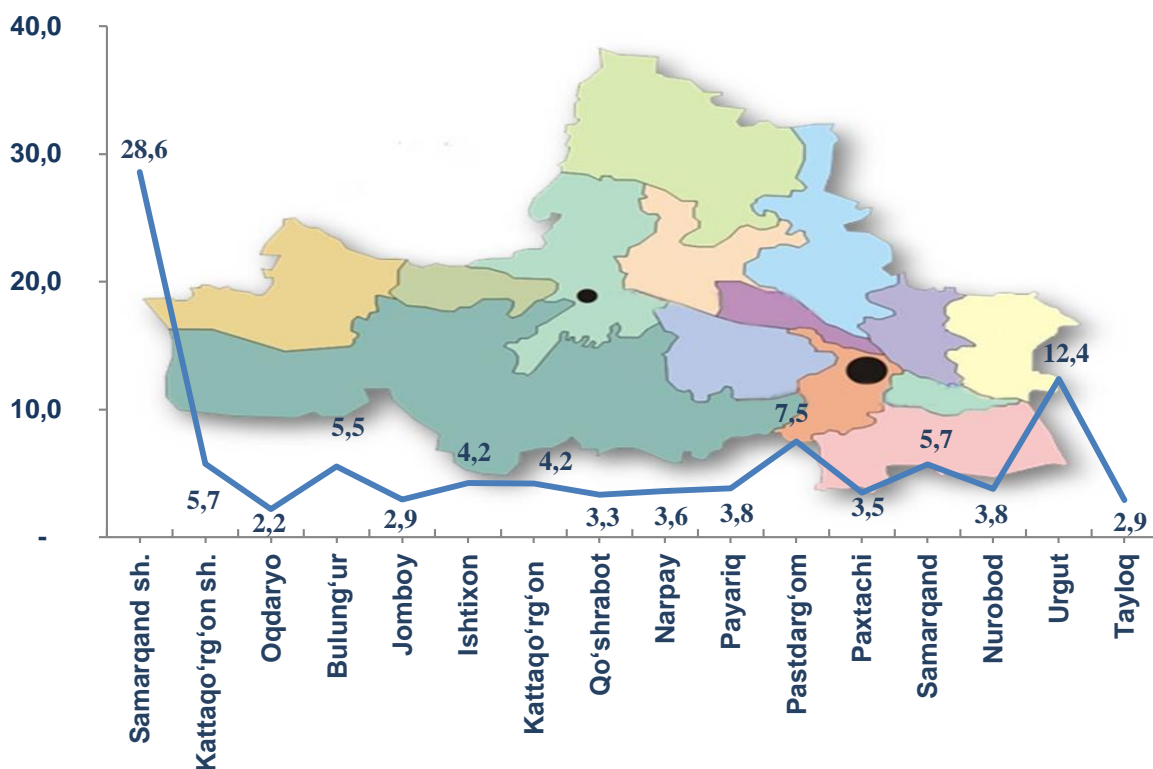 40,0
30,0
20,0
10,0
-
28,6
5,7
2,2
5,5
2,9
4,2
4,2
3,3
3,6
3,8
7,5
3,5
5,7
3,8
12,4
2,9
Samarqand sh.
Kattaqo‘rg‘on sh.
Oqdaryo
Bulung‘ur
Jomboy
Ishtixon
Kattaqo‘rg‘on
Qo‘shrabot
Narpay
Payariq
Pastdarg‘om
Paxtachi
Samarqand
Nurobod
Urgut
Tayloq